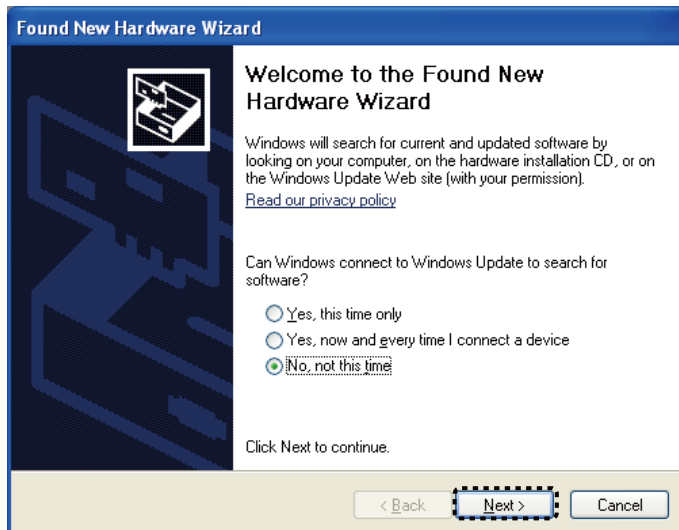 Found New Hardware Wizard
Welcome to the Found New
Hardware Wizard
Windows will search for current and updated software by
looking on your computer, on the hardware installation CD, or on
the Windows Update Web site (with your permission).
Read our privacy policy
Can Windows connect to Windows Update to search for
software?
Yes, this time only
Yes, now and every time I connect a device
No, not this time
Click Next to continue.
< Back Next > Cancel